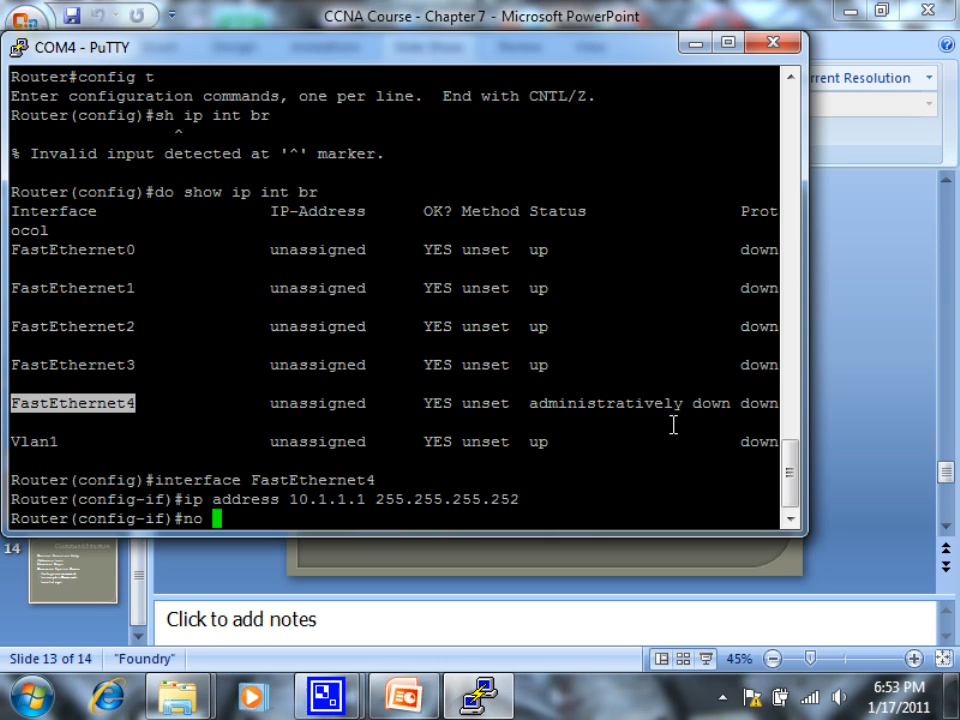 CCNA Course - Chapter 7 - Microsoft PowerPoint
COM4 - PuTTY
rrent Resolution
Router#config t
Enter configuration commands, one per line.  End with CNTL/Z.
Router(config)#sh ip int br
^
% Invalid input detected at '^' marker.
Router(config)#do show ip int br
Interface IP-Address OK? Method Status Prot
ocol
FastEthernet0 unassigned YES unset up down
FastEthernet1 unassigned YES unset up down
FastEthernet2 unassigned YES unset up down
FastEthernet3 unassigned YES unset up down
FastEthernet4 unassigned YES unset administratively down down
Vlan1 unassigned YES unset up down
Router(config)#interface FastEthernet4
Router(config-if)#ip address 10.1.1.1 255.255.255.252
Router(config-if)#no
14
Click to add notes
Slide 13 of 14 "Foundry" 45%
6:53 PM
1/17/2011